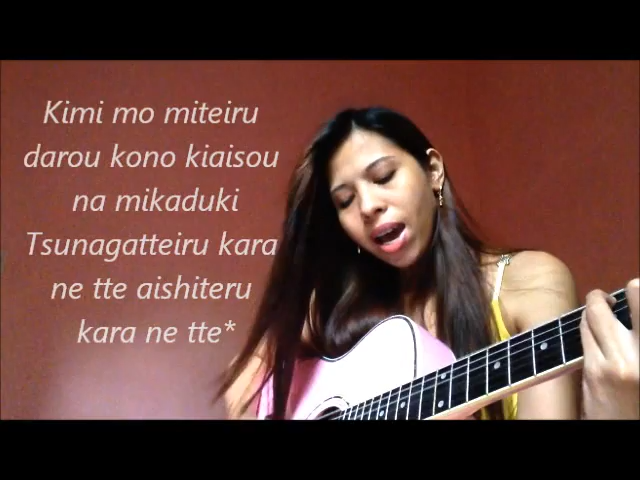 Kimi mo miteiru
darou kono kiaisou
na mikaduki
Tsunagatteiru kara
ne tte aishiteru
kara ne tte*